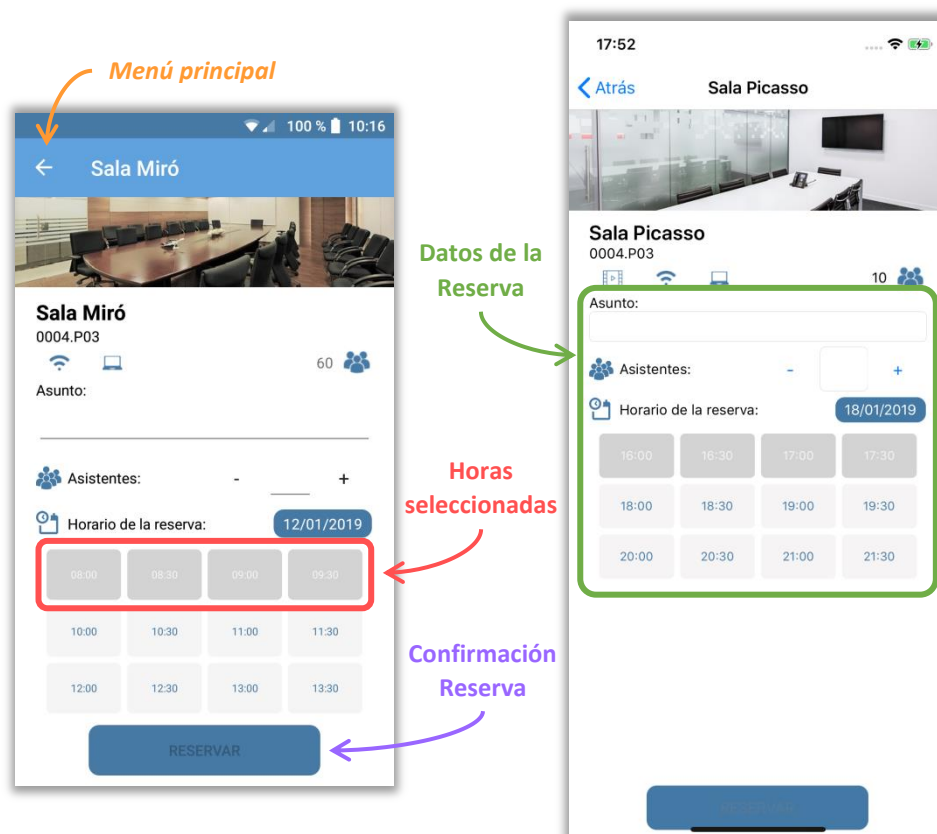 Menú principal
100 % 10:16
Sala Miró
Sala Miró
0004.P03
60
Asunto:
Asistentes:
-
+
Horario de la reserva:
12/01/2019
08:00 08:30 09:00 09:30
10:00 10:30 11:00 11:30
12:00 12:30 13:00 13:30
RESERVAR
Datos de la
Reserva
Horas
seleccionadas
Confirmación
Reserva
17:52
Atrás
Sala Picasso
Sala Picasso
0004.P03
10
Asunto:
Asistentes:
-
+
Horario de la reserva:
18/01/2019
16:00 16:30 17:00 17:30
18:00 18:30 19:00 19:30
20:00 20:30 21:00 21:30